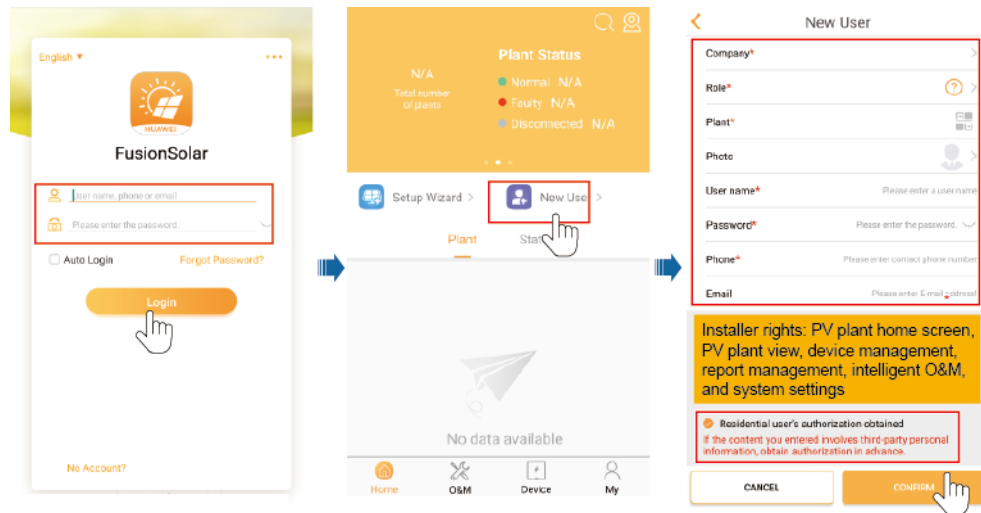 English ▼
HUAWEI
FusionSolar
User name, phone or email
Please enter the password.
Auto Login
Forgot Password?
Login
No Account?
Plant Status
N/A
Total number
of plants
Normal N/A
Faulty N/A
Disconnected N/A
Setup Wizard >
New User >
Plant
Stat
No data available
Home
O&M
Device
My
New User
Company*
Role*
Plant*
Photo
User name*
Please enter a user name
Password*
Please enter the password.
Phone*
Please enter contact phone number
Email
Please enter E-mail address
Installer rights: PV plant home screen,
PV plant view, device management,
report management, intelligent O&M,
and system settings
Residential user's authorization obtained
If the content you entered involves third-party personal
information, obtain authorization in advance.
CANCEL
CONFIRM